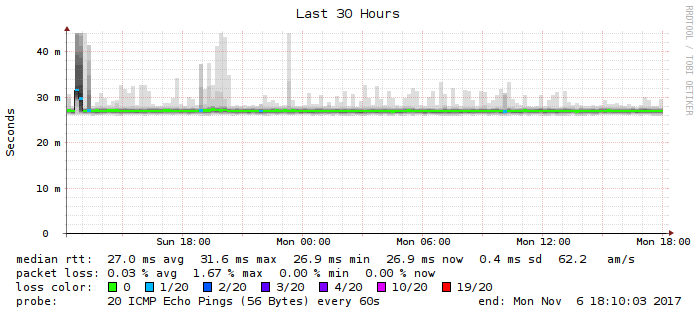 Last 30 Hours
RRDTOOL / TOBI OETIKER
Seconds
40 m
30 m
20 m
10 m
0
Sun 18:00 Mon 00:00 Mon 06:00 Mon 12:00 Mon 18:00
median rtt: 27.0 ms avg 31.6 ms max 26.9 ms min 26.9 ms now 0.4 ms sd 62.2 am/s
packet loss: 0.03 % avg 1.67 % max 0.00 % min 0.00 % now
loss color: 0 1/20 2/20 3/20 4/20 10/20 19/20
probe: 20 ICMP Echo Pings (56 Bytes) every 60s end: Mon Nov 6 18:10:03 2017